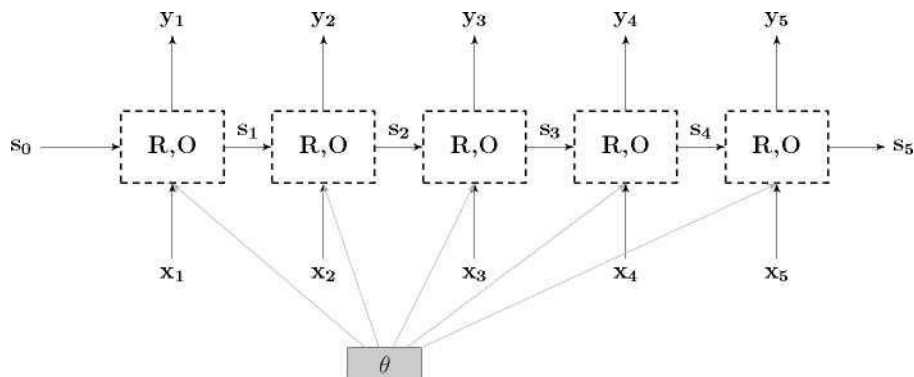 y₁ y₂ y₃ y₄ y₅
s₀ R,O s₁ R,O s₂ R,O s₃ R,O s₄ R,O s₅
x₁ x₂ x₃ x₄ x₅
θ